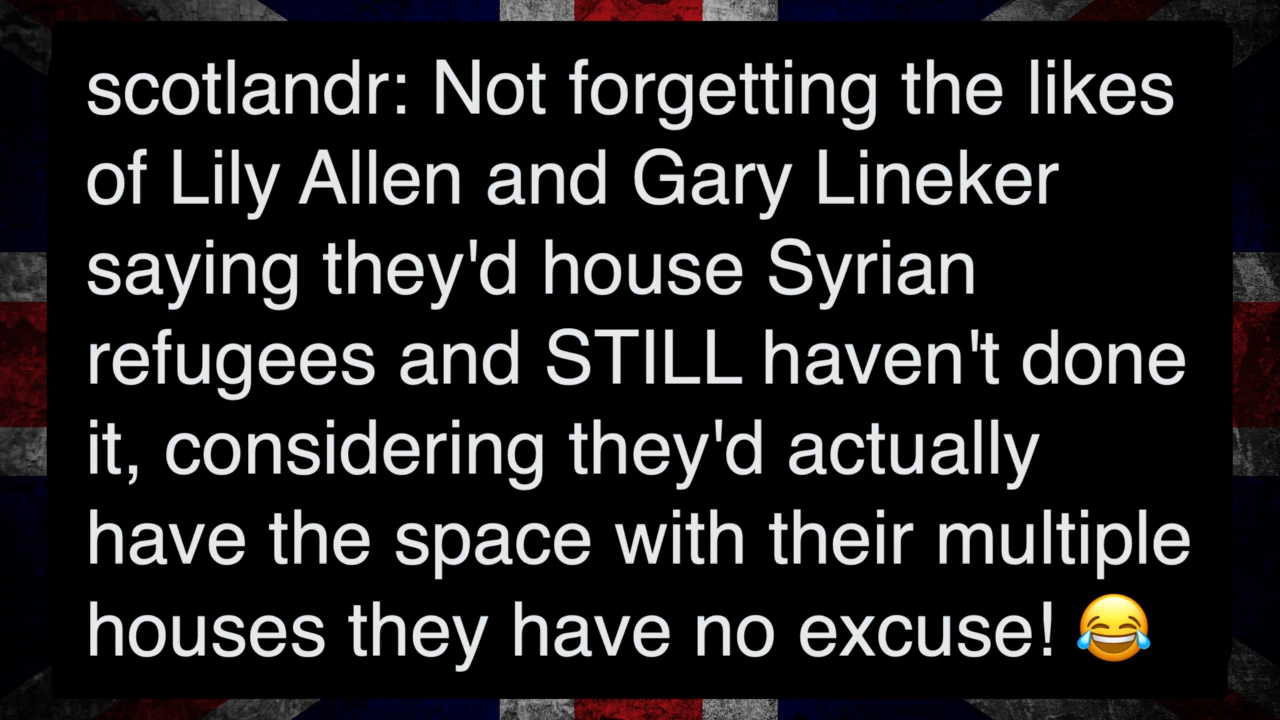 scotlandr: Not forgetting the likes
of Lily Allen and Gary Lineker
saying they'd house Syrian
refugees and STILL haven't done
it, considering they'd actually
have the space with their multiple
houses they have no excuse! 😂